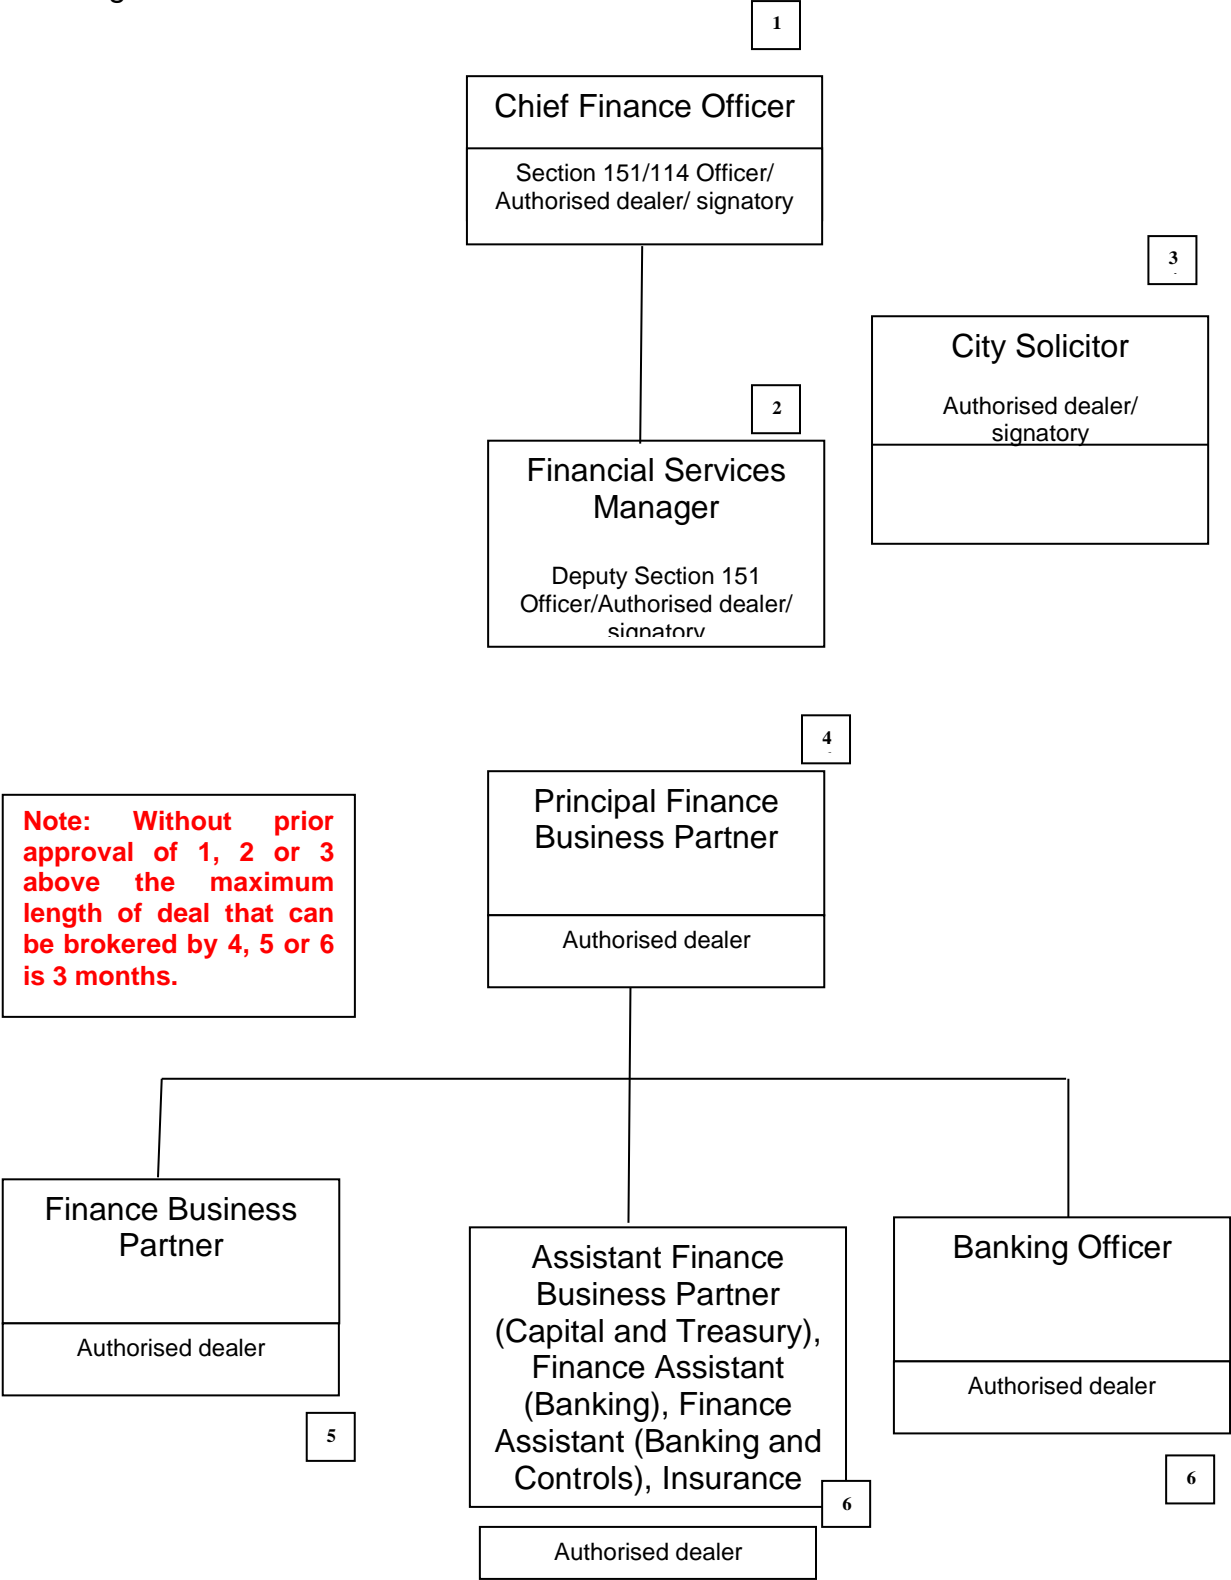 1
Chief Finance Officer
Section 151/114 Officer/
Authorised dealer/ signatory
3
City Solicitor
Authorised dealer/
signatory
2
Financial Services
Manager
Deputy Section 151
Officer/Authorised dealer/
signatory
4
Principal Finance
Business Partner
Authorised dealer
Note: Without prior
approval of 1, 2 or 3
above the maximum
length of deal that can
be brokered by 4, 5 or 6
is 3 months.
Finance Business
Partner
Authorised dealer
5
Assistant Finance
Business Partner
(Capital and Treasury),
Finance Assistant
(Banking), Finance
Assistant (Banking and
Controls), Insurance
6
Authorised dealer
Banking Officer
Authorised dealer
6